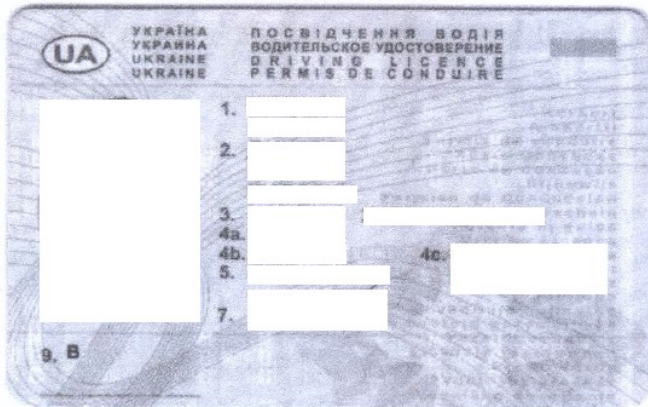 UA
УКРАЇНА ПОСВІДЧЕННЯ ВОДІЯ
УКРАИНА ВОДИТЕЛЬСКОЕ УДОСТОВЕРЕНИЕ
UKRAINE DRIVING LICENCE
UKRAINE PERMIS DE CONDUIRE
1.
2.
3.
4a.
4b. 4c.
5.
7.
9. B